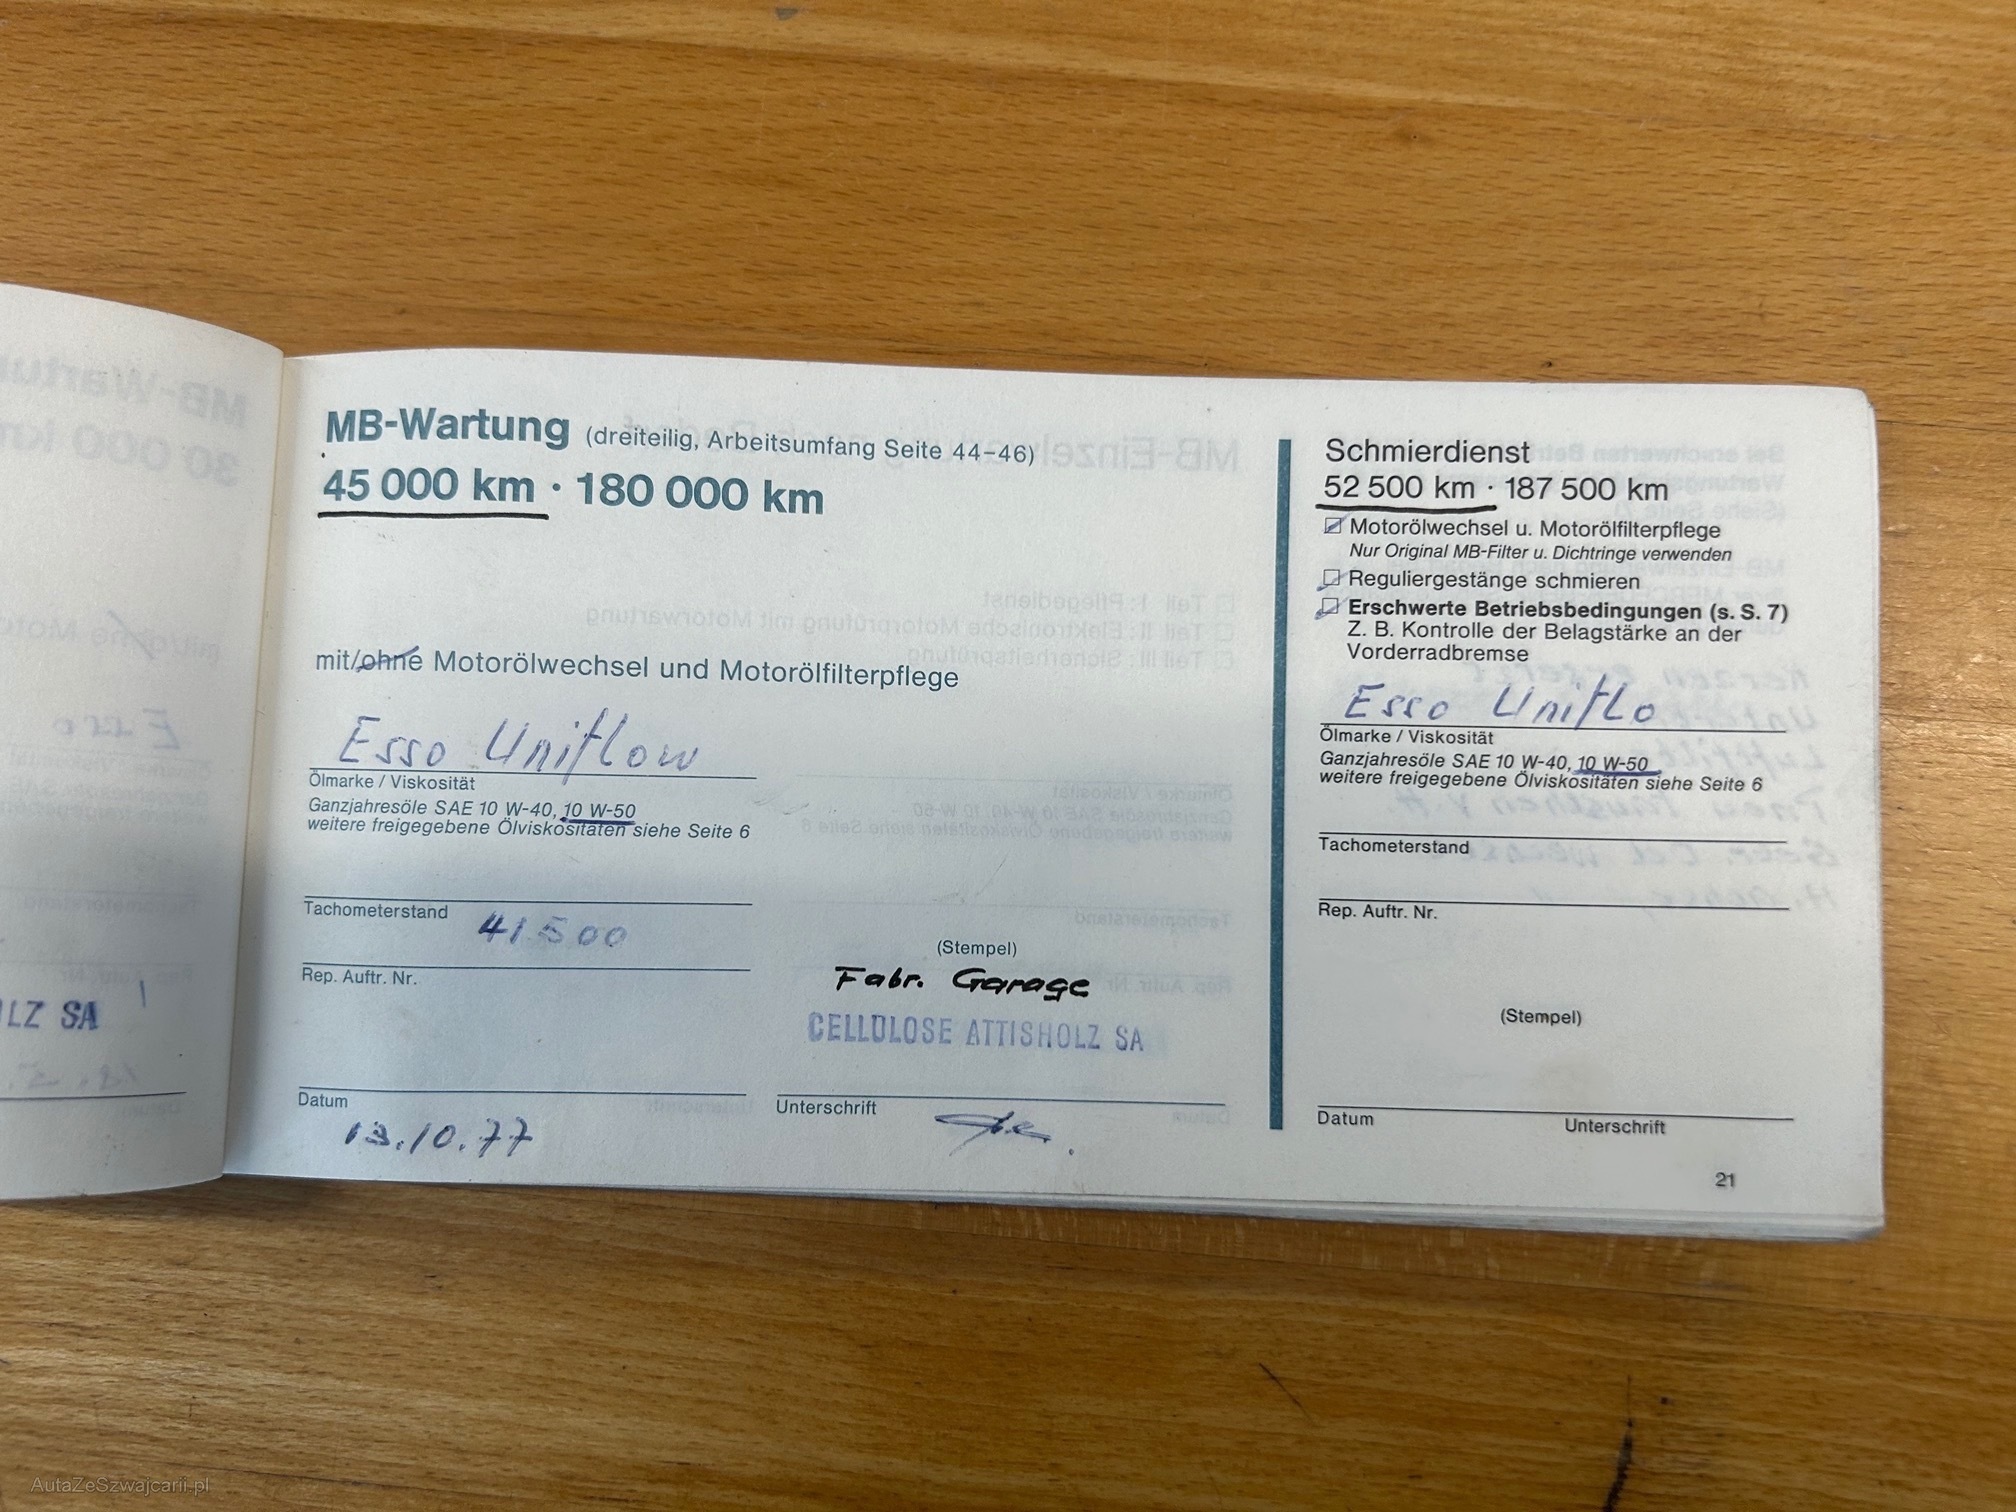 MB-Wartung (dreiteilig, Arbeitsumfang Seite 44-46)
45 000 km · 180 000 km
mit/ohne Motorölwechsel und Motorölfilterpflege
Esso Uniflow
Ölmarke / Viskosität
Ganzjahresöle SAE 10 W-40, 10 W-50
weitere freigegebene Ölviskositäten siehe Seite 6
Tachometerstand 41500
Rep. Auftr. Nr.
(Stempel)
Fabr. Garage
CELLULOSE ATTISHOLZ SA
Datum
13.10.77
Unterschrift
Schmierdienst
52 500 km · 187 500 km
Motorölwechsel u. Motorölfilterpflege
Nur Original MB-Filter u. Dichtringe verwenden
Reguliergestänge schmieren
Erschwerte Betriebsbedingungen (s. S. 7)
Z. B. Kontrolle der Belagstärke an der
Vorderradbremse
Esso Uniflo
Ölmarke / Viskosität
Ganzjahresöle SAE 10 W-40, 10 W-50
weitere freigegebene Ölviskositäten siehe Seite 6
Tachometerstand
Rep. Auftr. Nr.
(Stempel)
Datum Unterschrift
21
LZ SA
AutaZeSzwajcarii.pl